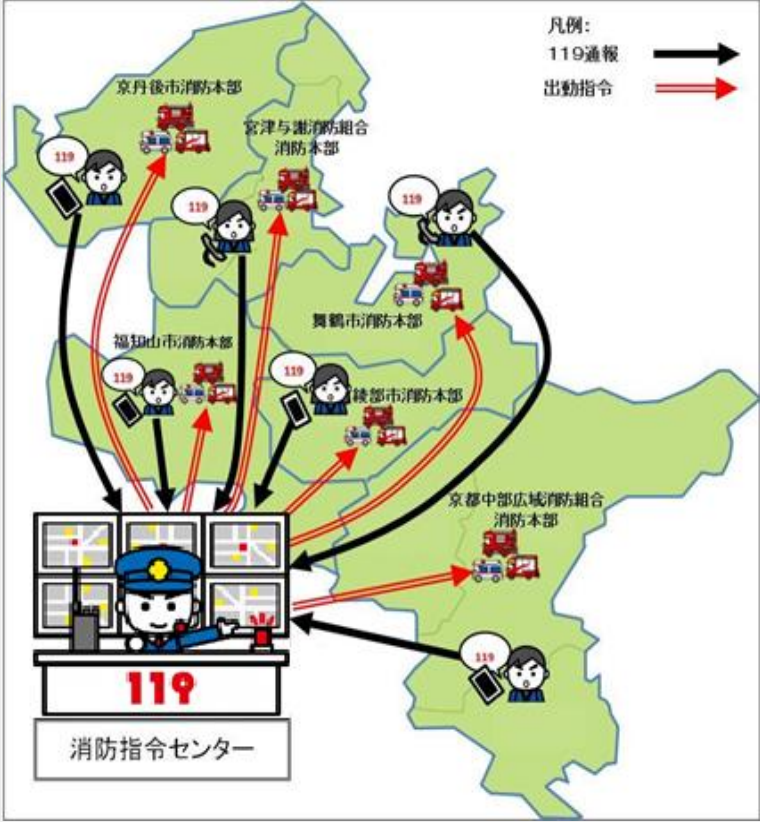 凡例:
119通報
出動指令
京丹後市消防本部
宮津与謝消防組合
消防本部
119
119
119
舞鶴市消防本部
福知山市消防本部
119
119
綾部市消防本部
京都中部広域消防組合
消防本部
119
119
消防指令センター